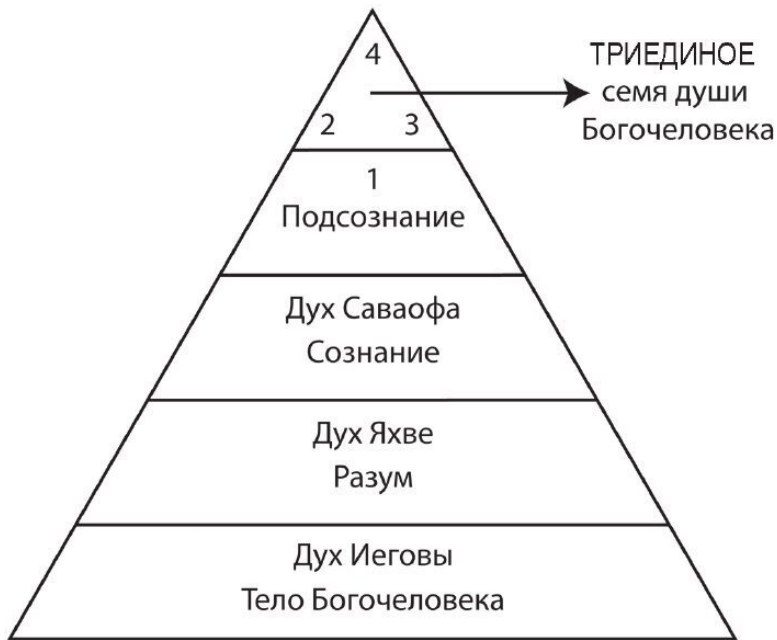 4
ТРИЕДИНОЕ
семя души
Богочеловека
2 3
1
Подсознание
Дух Саваофа
Сознание
Дух Яхве
Разум
Дух Иеговы
Тело Богочеловека